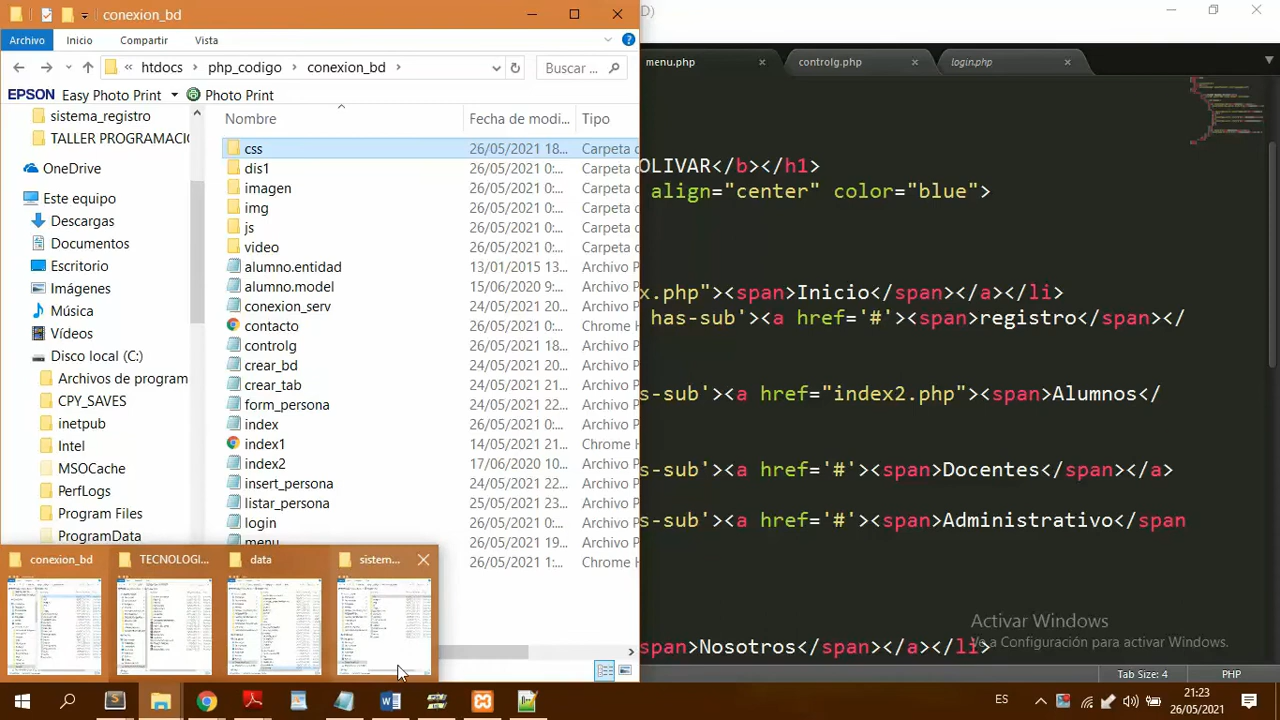 conexion_bd
Archivo Inicio Compartir Vista
« htdocs › php_codigo › conexion_bd ›
Buscar ...
EPSON Easy Photo Print Photo Print
sistema_registro
TALLER PROGRAMACIC
OneDrive
Este equipo
Descargas
Documentos
Escritorio
Imágenes
Música
Vídeos
Disco local (C:)
Archivos de program
CPY_SAVES
inetpub
Intel
MSOCache
PerfLogs
Program Files
ProgramData
Nombre Tipo
css 26/05/2021 18... Carpeta
dis1 26/05/2021 0:... Carpeta
imagen 26/05/2021 0:... Carpeta
img 26/05/2021 0:... Carpeta
js 26/05/2021 0:... Carpeta
video 26/05/2021 0:... Carpeta
alumno.entidad 13/01/2015 13... Archivo P
alumno.model 15/06/2020 9:... Archivo P
conexion_serv 24/05/2021 20... Archivo P
contacto 26/05/2021 0:... Chrome H
controlg 26/05/2021 18... Archivo P
crear_bd 24/05/2021 20... Archivo P
crear_tab 24/05/2021 21... Archivo P
form_persona 24/05/2021 22... Archivo P
index 26/05/2021 0:... Archivo P
index1 14/05/2021 21... Chrome H
index2 17/06/2020 10... Archivo P
insert_persona 24/05/2021 22... Archivo P
listar_persona 25/05/2021 23... Archivo P
login 26/05/2021 0:... Archivo P
menu 26/05/2021 19... Archivo P
26/05/2021 1:... Archivo P
conexion_bd TECNOLOGI... data sistem...
D)
menu.php controlg.php login.php
OLIVAR</b></h1>
align="center" color="blue">
x.php"><span>Inicio</span></a></li>
has-sub'><a href='#'><span>registro</span></
s-sub'><a href="index2.php"><span>Alumnos</
s-sub'><a href='#'><span>Docentes</span></a>
s-sub'><a href='#'><span>Administrativo</span
span>Nosotros</span></a></li>
Activar Windows
Configuración para activar Windows.
Tab Size: 4 PHP
ES
21:23
26/05/2021